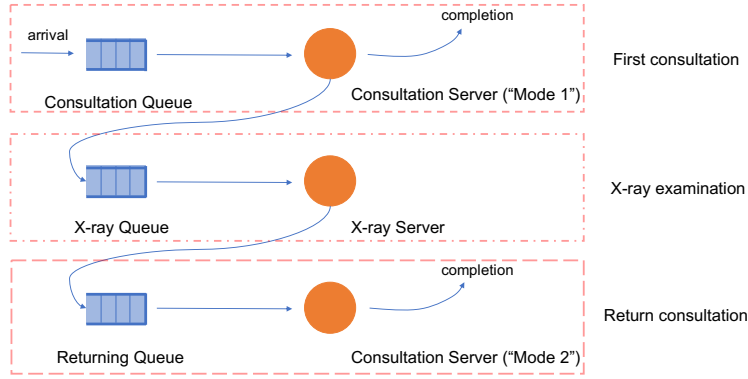 completion
arrival
First consultation
Consultation Queue
Consultation Server (“Mode 1”)
X-ray examination
X-ray Queue
X-ray Server
completion
Return consultation
Returning Queue
Consultation Server (“Mode 2”)